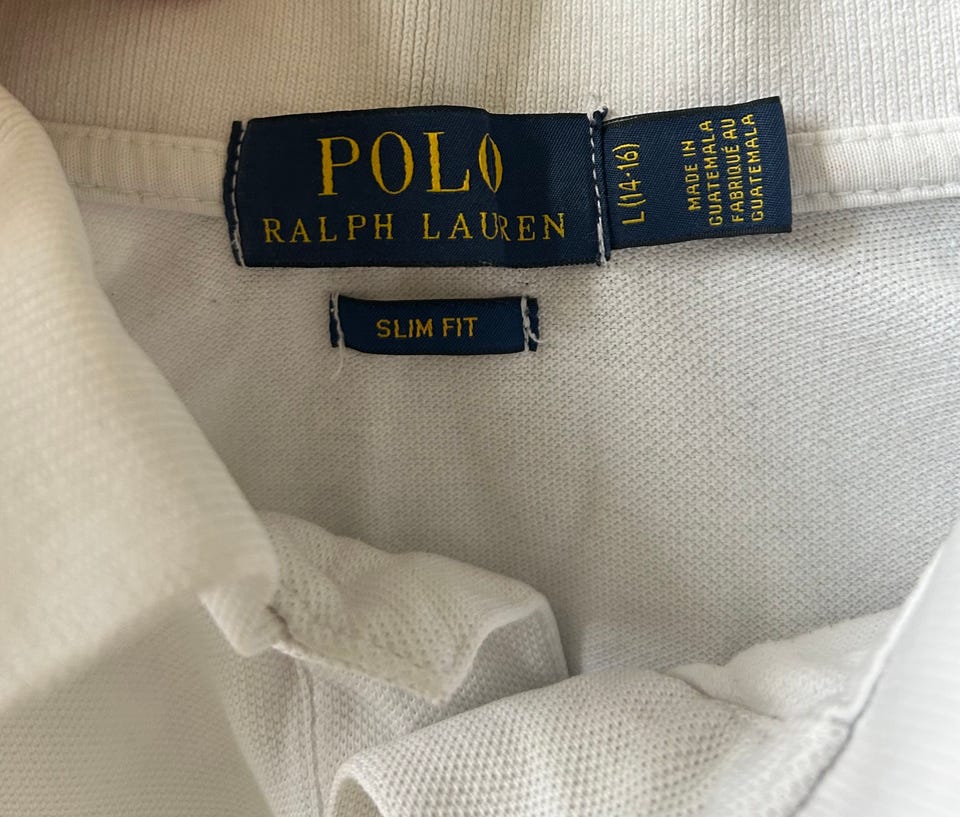 POLO
RALPH LAUREN
L (14-16)
MADE IN
GUATEMALA
FABRIQUÉ AU
GUATEMALA
SLIM FIT